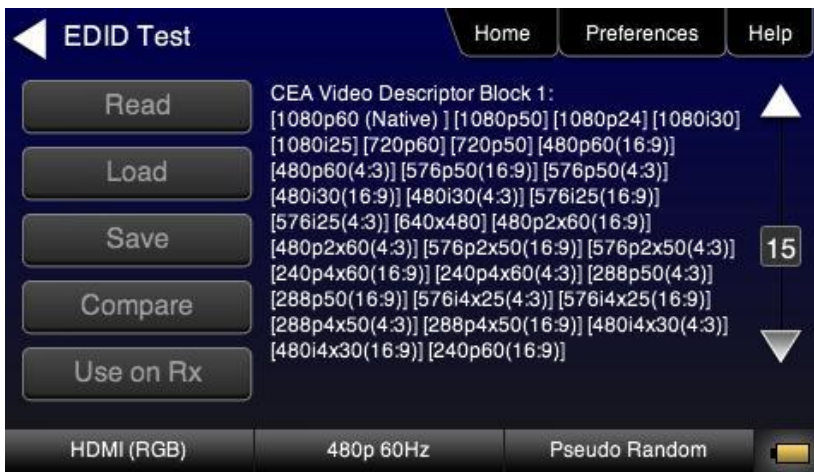 EDID Test
Home
Preferences
Help
Read
Load
Save
Compare
Use on Rx
CEA Video Descriptor Block 1:
[1080p60 (Native) ] [1080p50] [1080p24] [1080i30]
[1080i25] [720p60] [720p50] [480p60(16:9)]
[480p60(4:3)] [576p50(16:9)] [576p50(4:3)]
[480i30(16:9)] [480i30(4:3)] [576i25(16:9)]
[576i25(4:3)] [640x480] [480p2x60(16:9)]
[480p2x60(4:3)] [576p2x50(16:9)] [576p2x50(4:3)]
[240p4x60(16:9)] [240p4x60(4:3)] [288p50(4:3)]
[288p50(16:9)] [576i4x25(4:3)] [576i4x25(16:9)]
[288p4x50(4:3)] [288p4x50(16:9)] [480i4x30(4:3)]
[480i4x30(16:9)] [240p60(16:9)]
15
HDMI (RGB)
480p 60Hz
Pseudo Random